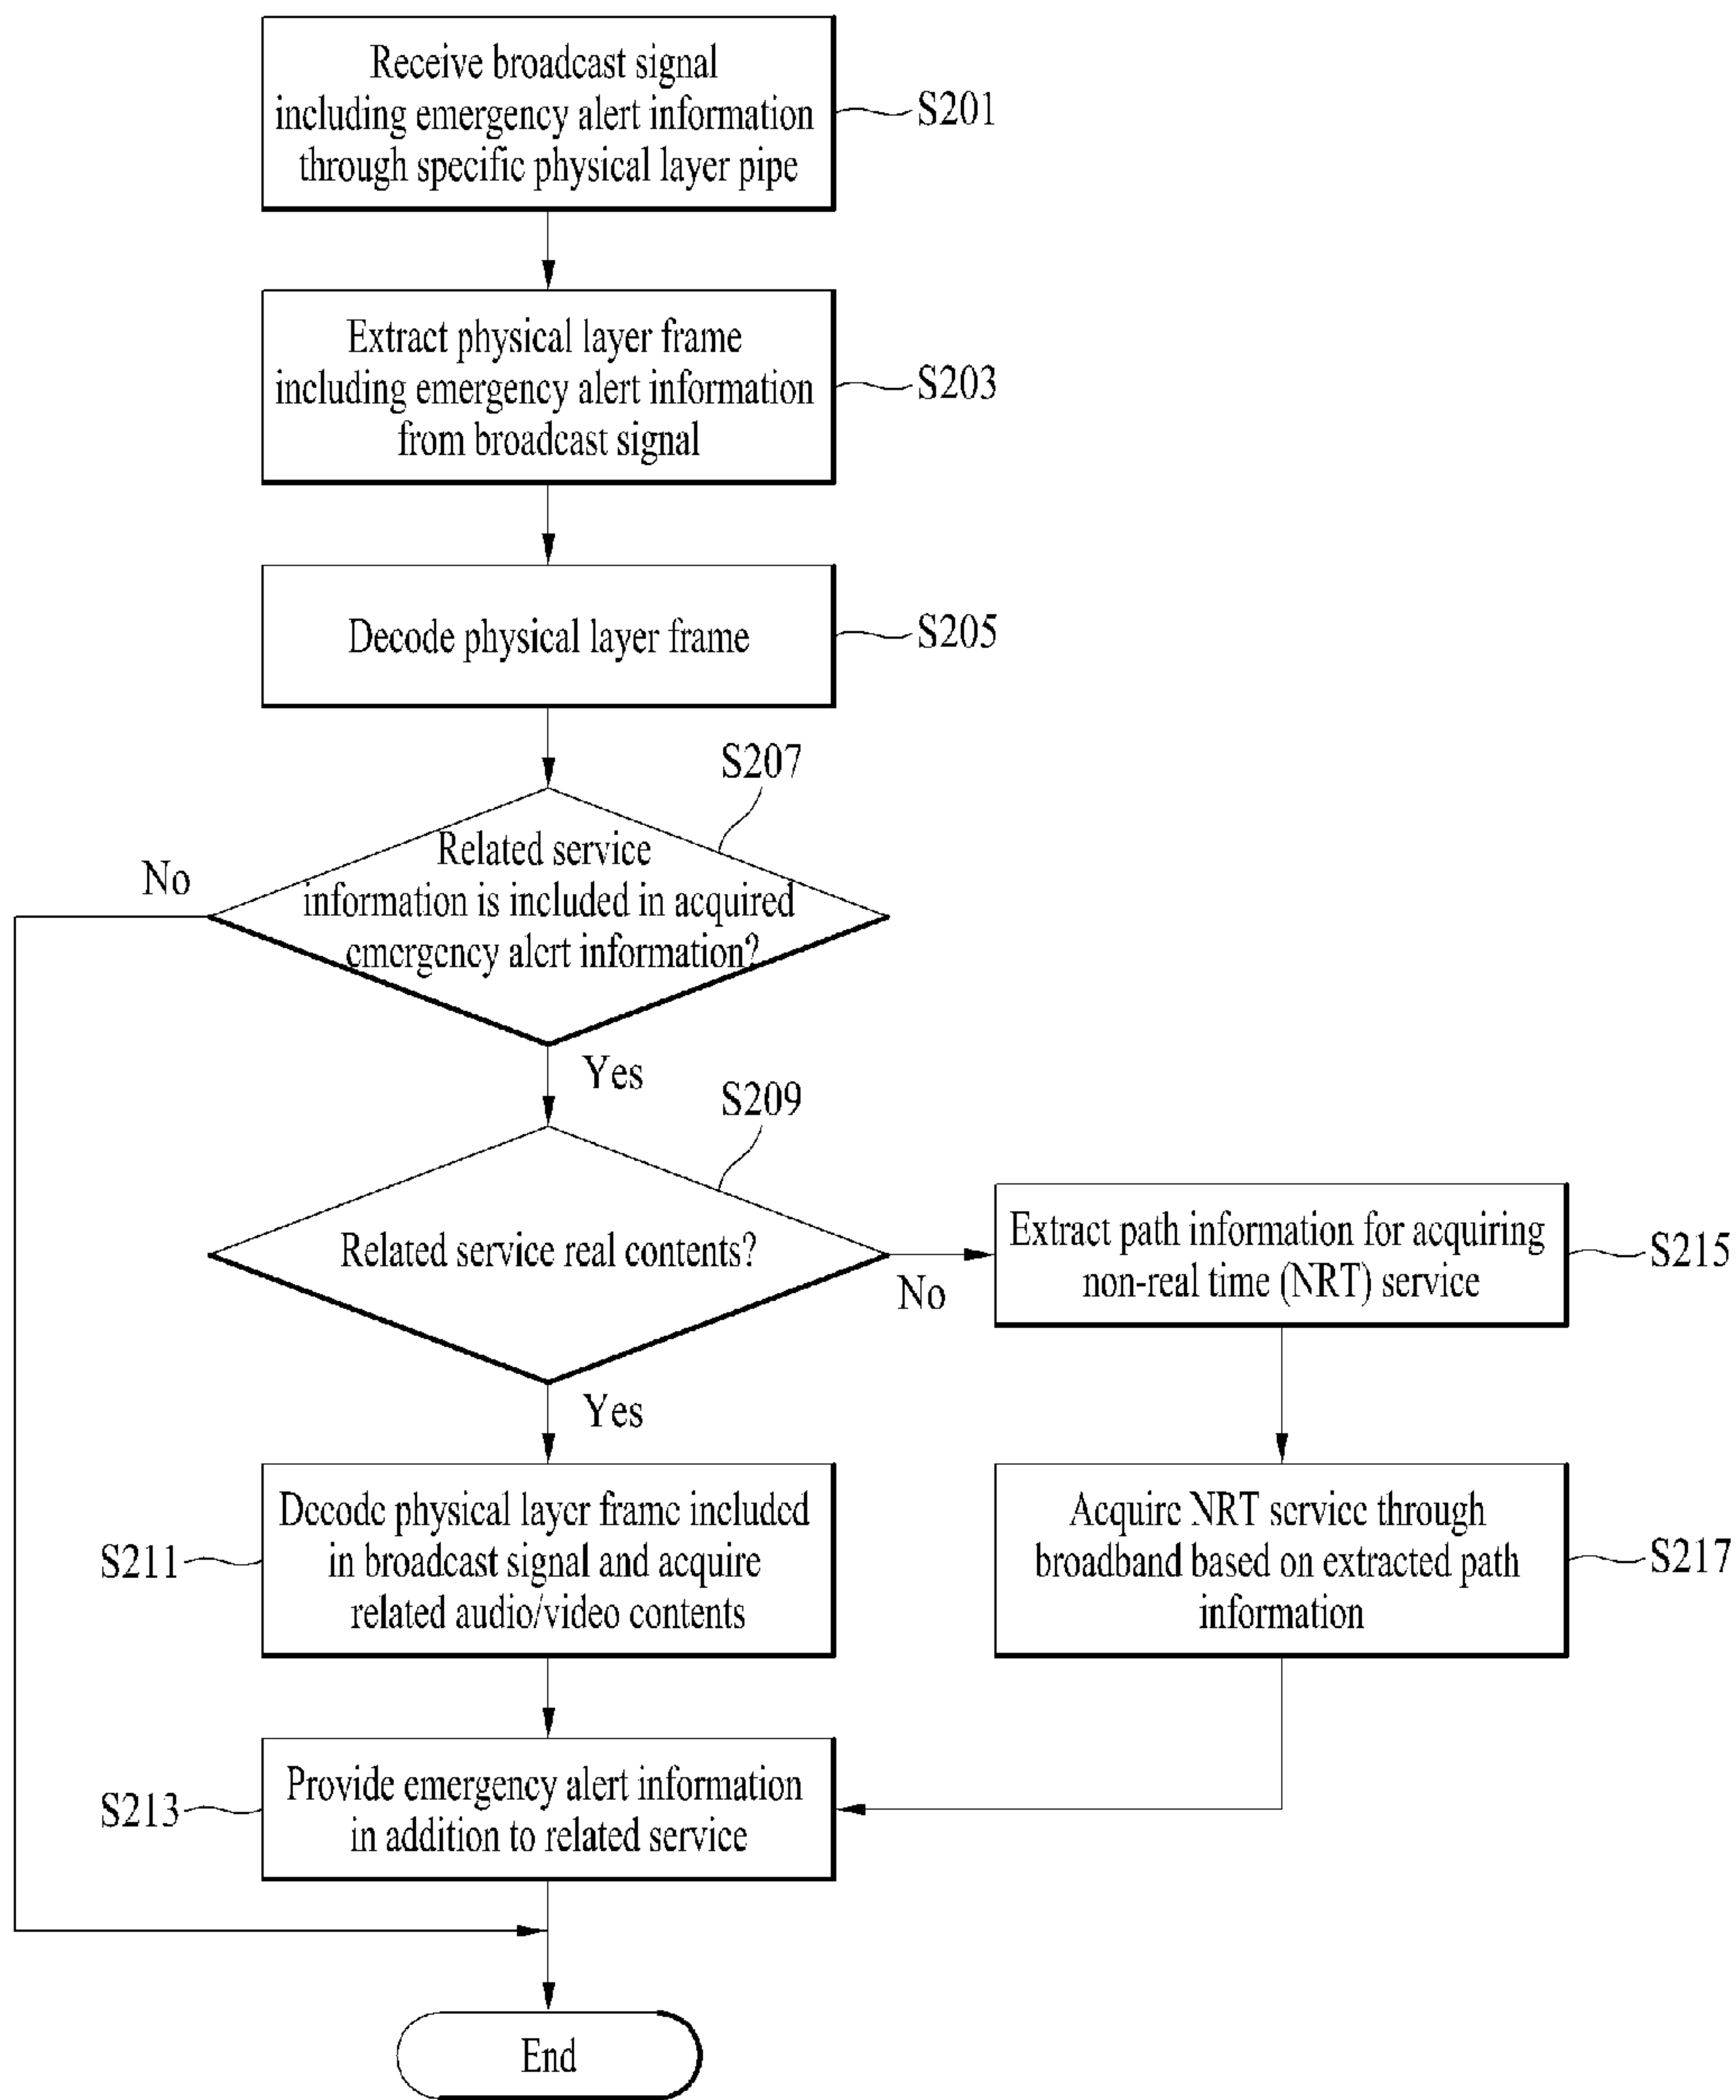 Receive broadcast signal
including emergency alert information
through specific physical layer pipe
S201
Extract physical layer frame
including emergency alert information
from broadcast signal
S203
Decode physical layer frame
S205
S207
Related service
information is included in acquired
emergency alert information?
No
Yes
S209
Related service real contents?
No
Yes
Extract path information for acquiring
non-real time (NRT) service
S215
S211
Decode physical layer frame included
in broadcast signal and acquire
related audio/video contents
Acquire NRT service through
broadband based on extracted path
information
S217
S213
Provide emergency alert information
in addition to related service
End